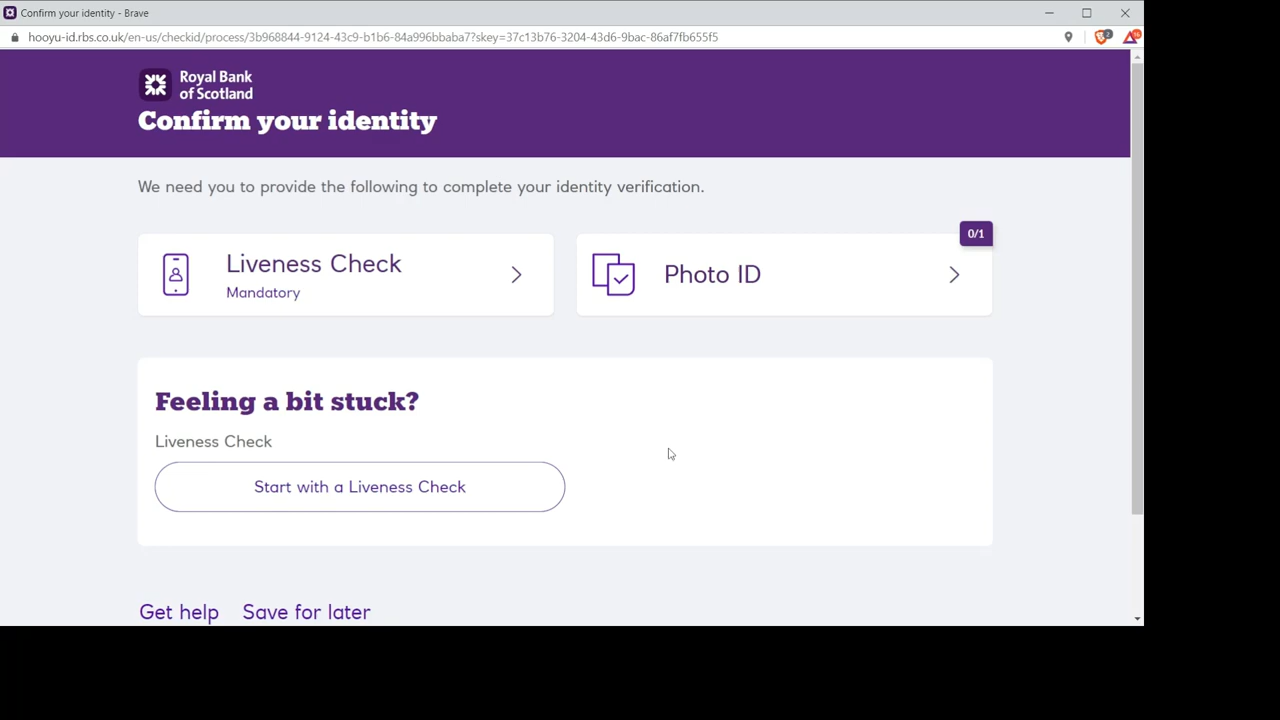 Confirm your identity - Brave
hooyu-id.rbs.co.uk/en-us/checkid/process/3b968844-9124-43c9-b1b6-84a996bbaba7?skey=37c13b76-3204-43d6-9bac-86af7fb655f5
2
16
Royal Bank
of Scotland
Confirm your identity
We need you to provide the following to complete your identity verification.
0/1
Liveness Check
Mandatory
Photo ID
Feeling a bit stuck?
Liveness Check
Start with a Liveness Check
Get help Save for later